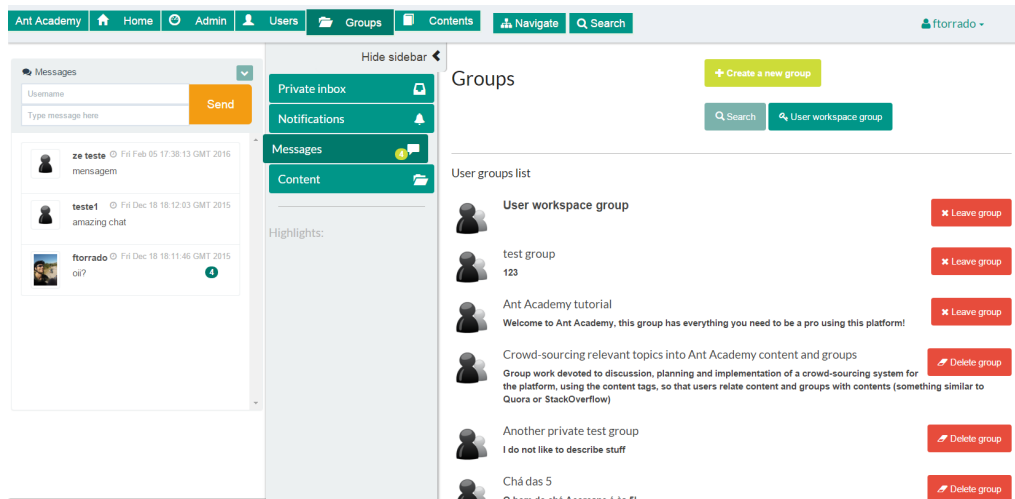 Ant Academy Home Admin Users Groups Contents Navigate Search ftorrado
Hide sidebar
Messages
Username
Type message here
Send
ze teste Fri Feb 05 17:38:13 GMT 2016
mensagem
teste1 Fri Dec 18 18:12:03 GMT 2015
amazing chat
ftorrado Fri Dec 18 18:11:46 GMT 2015
oii? 4
Private inbox
Notifications
Messages 4
Content
Highlights:
Groups
+ Create a new group
Search User workspace group
User groups list
User workspace group
Leave group
test group
123
Leave group
Ant Academy tutorial
Welcome to Ant Academy, this group has everything you need to be a pro using this platform!
Leave group
Crowd-sourcing relevant topics into Ant Academy content and groups
Group work devoted to discussion, planning and implementation of a crowd-sourcing system for
the platform, using the content tags, so that users relate content and groups with contents (something similar to
Quora or StackOverflow)
Delete group
Another private test group
I do not like to describe stuff
Delete group
Chá das 5
Delete group